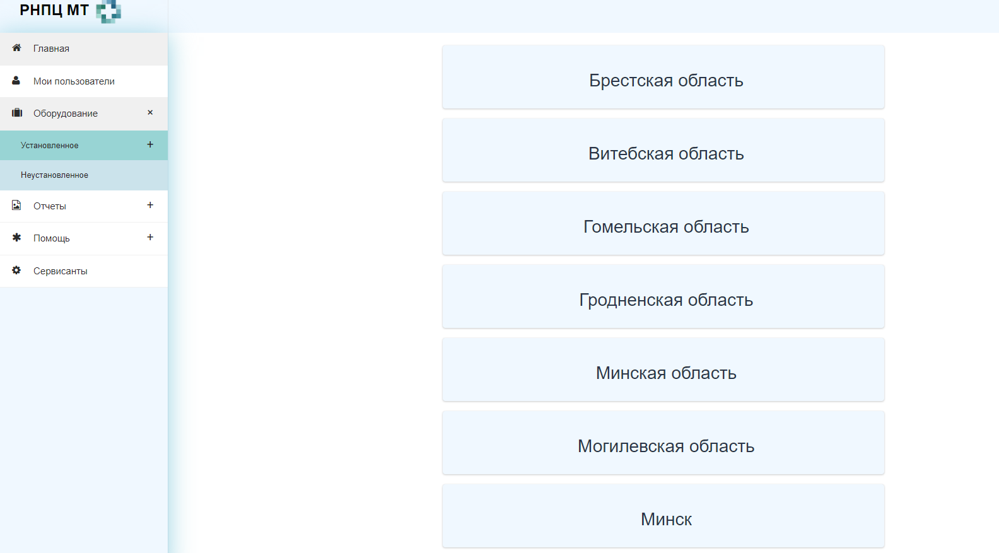 РНПЦ МТ
Главная
Мои пользователи
Оборудование ×
Установленное +
Неустановленное
Отчеты +
Помощь +
Сервисанты
Брестская область
Витебская область
Гомельская область
Гродненская область
Минская область
Могилевская область
Минск